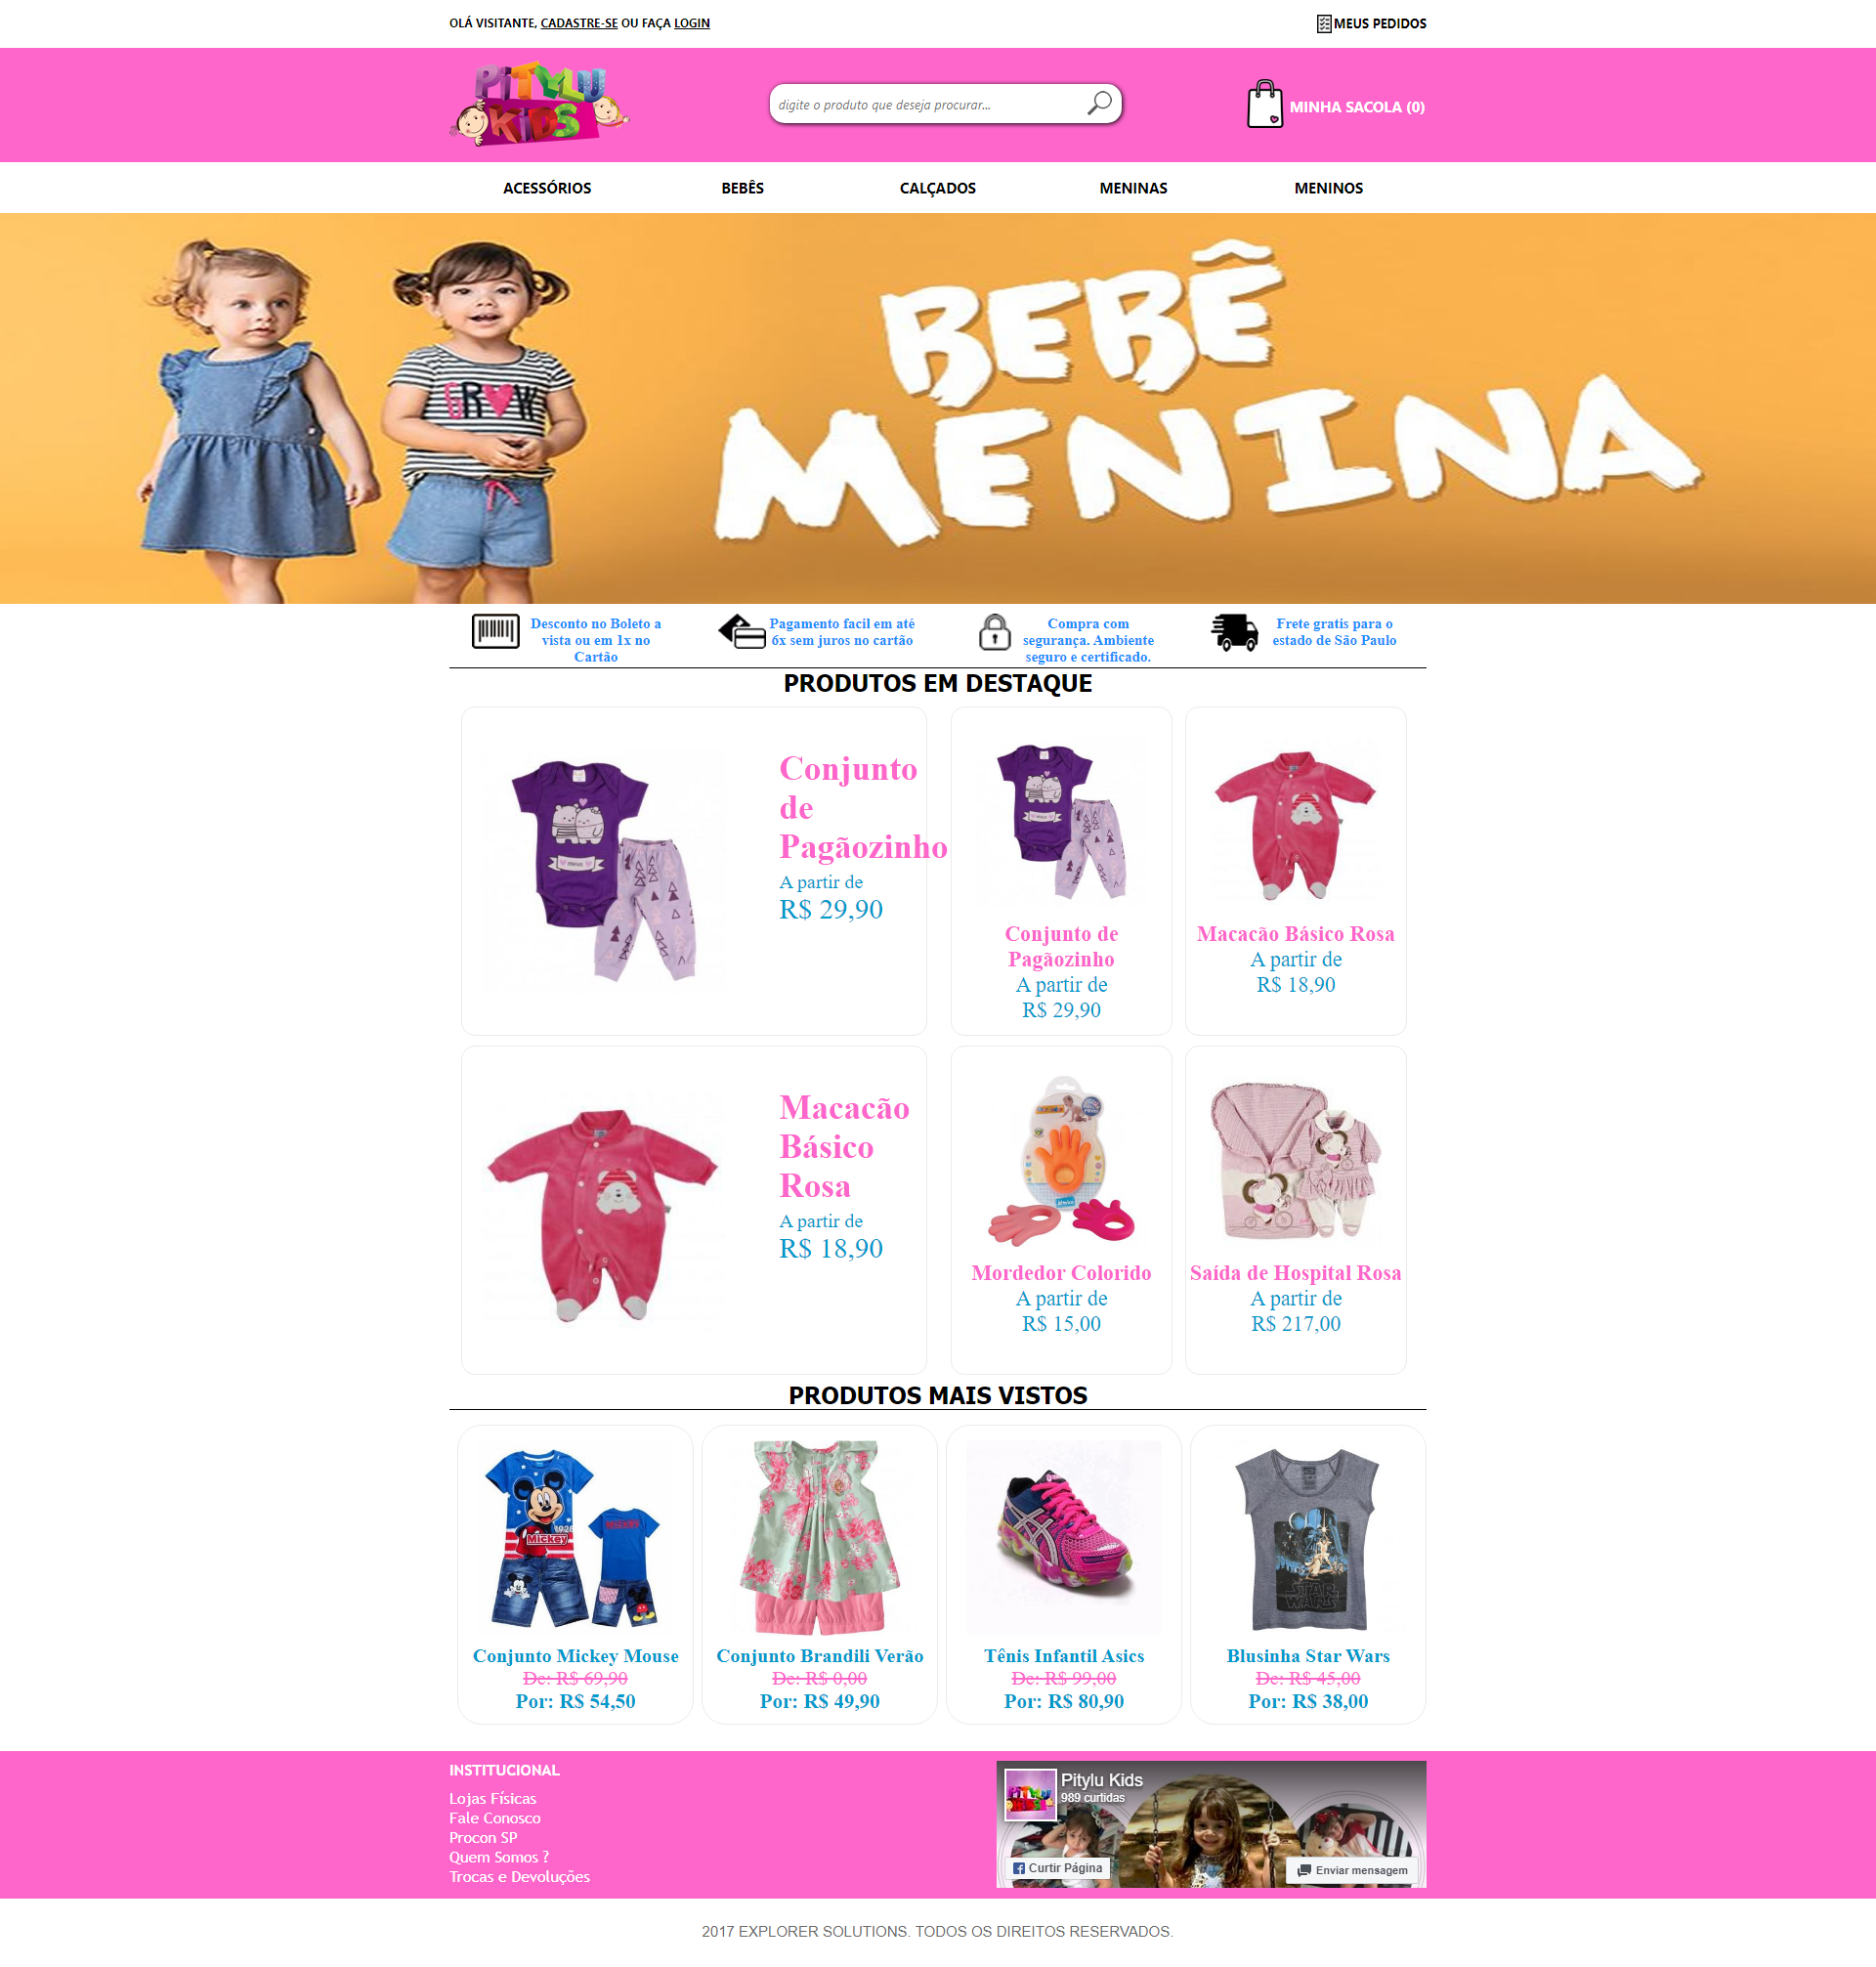 OLÁ VISITANTE, CADASTRE-SE OU FAÇA LOGIN
MEUS PEDIDOS
PITYLU
KIDS
digite o produto que deseja procurar...
MINHA SACOLA (0)
ACESSÓRIOS
BEBÊS
CALÇADOS
MENINAS
MENINOS
GROW
BEBÊ
MENINA
Desconto no Boleto a
vista ou em 1x no
Cartão
Pagamento facil em até
6x sem juros no cartão
Compra com
segurança. Ambiente
seguro e certificado.
Frete gratis para o
estado de São Paulo
PRODUTOS EM DESTAQUE
Conjunto
de
Pagãozinho
A partir de
R$ 29,90
Conjunto de
Pagãozinho
A partir de
R$ 29,90
Macacão Básico Rosa
A partir de
R$ 18,90
Macacão
Básico
Rosa
A partir de
R$ 18,90
Mordedor Colorido
A partir de
R$ 15,00
Saída de Hospital Rosa
A partir de
R$ 217,00
PRODUTOS MAIS VISTOS
1928
Mickey
MICKEY
STAR
WARS
Conjunto Mickey Mouse
De: R$ 69,90
Por: R$ 54,50
Conjunto Brandili Verão
De: R$ 0,00
Por: R$ 49,90
Tênis Infantil Asics
De: R$ 99,00
Por: R$ 80,90
Blusinha Star Wars
De: R$ 45,00
Por: R$ 38,00
INSTITUCIONAL
Lojas Físicas
Fale Conosco
Procon SP
Quem Somos ?
Trocas e Devoluções
PITYLU
KIDS
Pitylu Kids
989 curtidas
Curtir Página
Enviar mensagem
2017 EXPLORER SOLUTIONS. TODOS OS DIREITOS RESERVADOS.